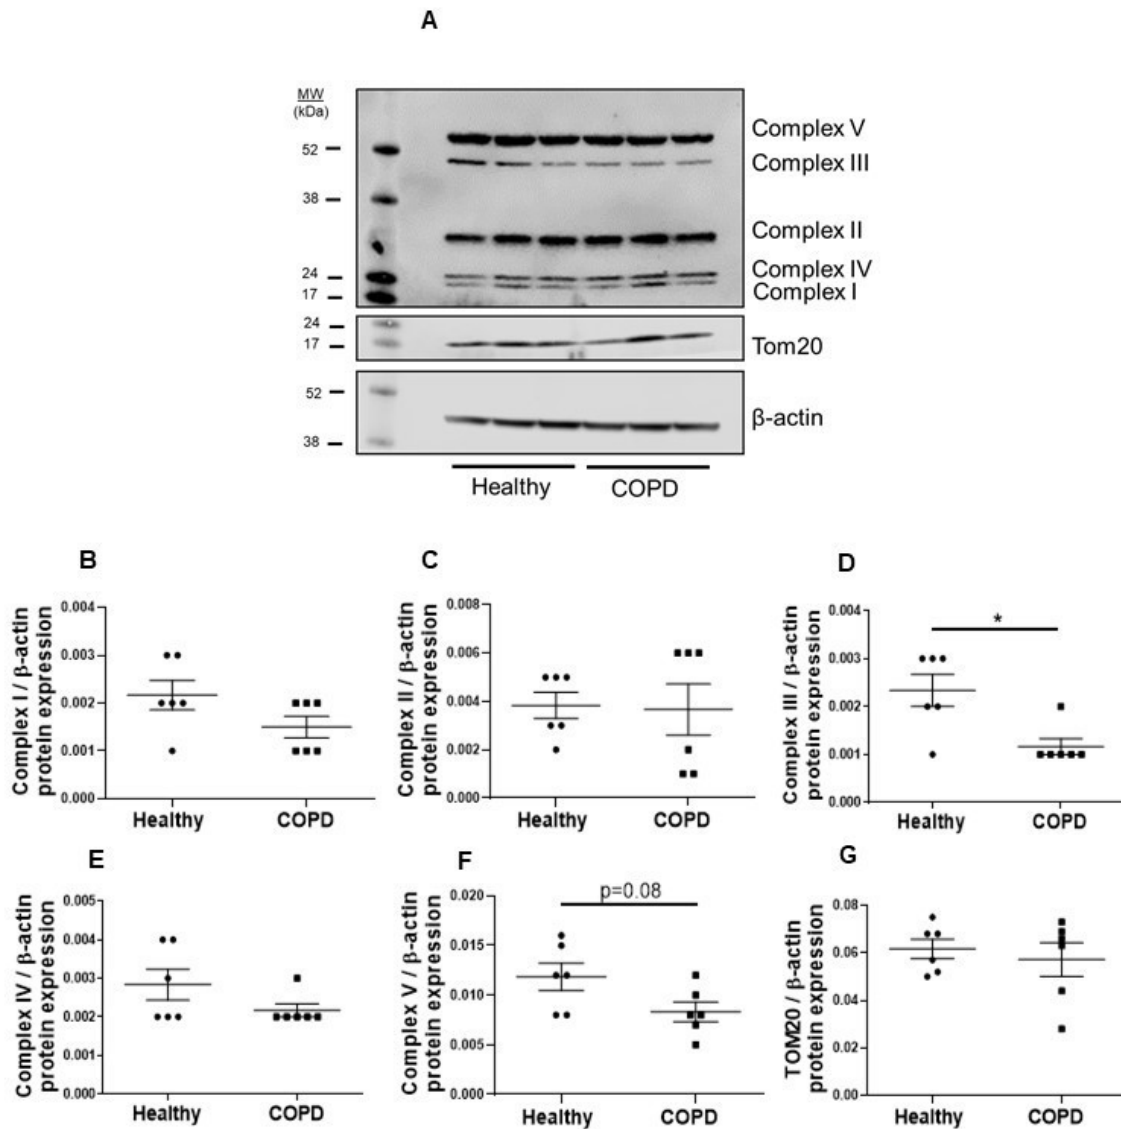 A
MW
(kDa)
52
38
24
17
Complex V
Complex III
Complex II
Complex IV
Complex I
24
17
Tom20
52
38
β-actin
Healthy COPD
B
Complex I / β-actin
protein expression
0.004
0.003
0.002
0.001
0.000
Healthy COPD
C
Complex II / β-actin
protein expression
0.008
0.006
0.004
0.002
0.000
Healthy COPD
D
Complex III / β-actin
protein expression
0.004
0.003
0.002
0.001
0.000
*
Healthy COPD
E
Complex IV / β-actin
protein expression
0.005
0.004
0.003
0.002
0.001
0.000
Healthy COPD
F
Complex V / β-actin
protein expression
0.020
0.015
0.010
0.005
0.000
p=0.08
Healthy COPD
G
TOM20 / β-actin
protein expression
0.08
0.06
0.04
0.02
0.00
Healthy COPD